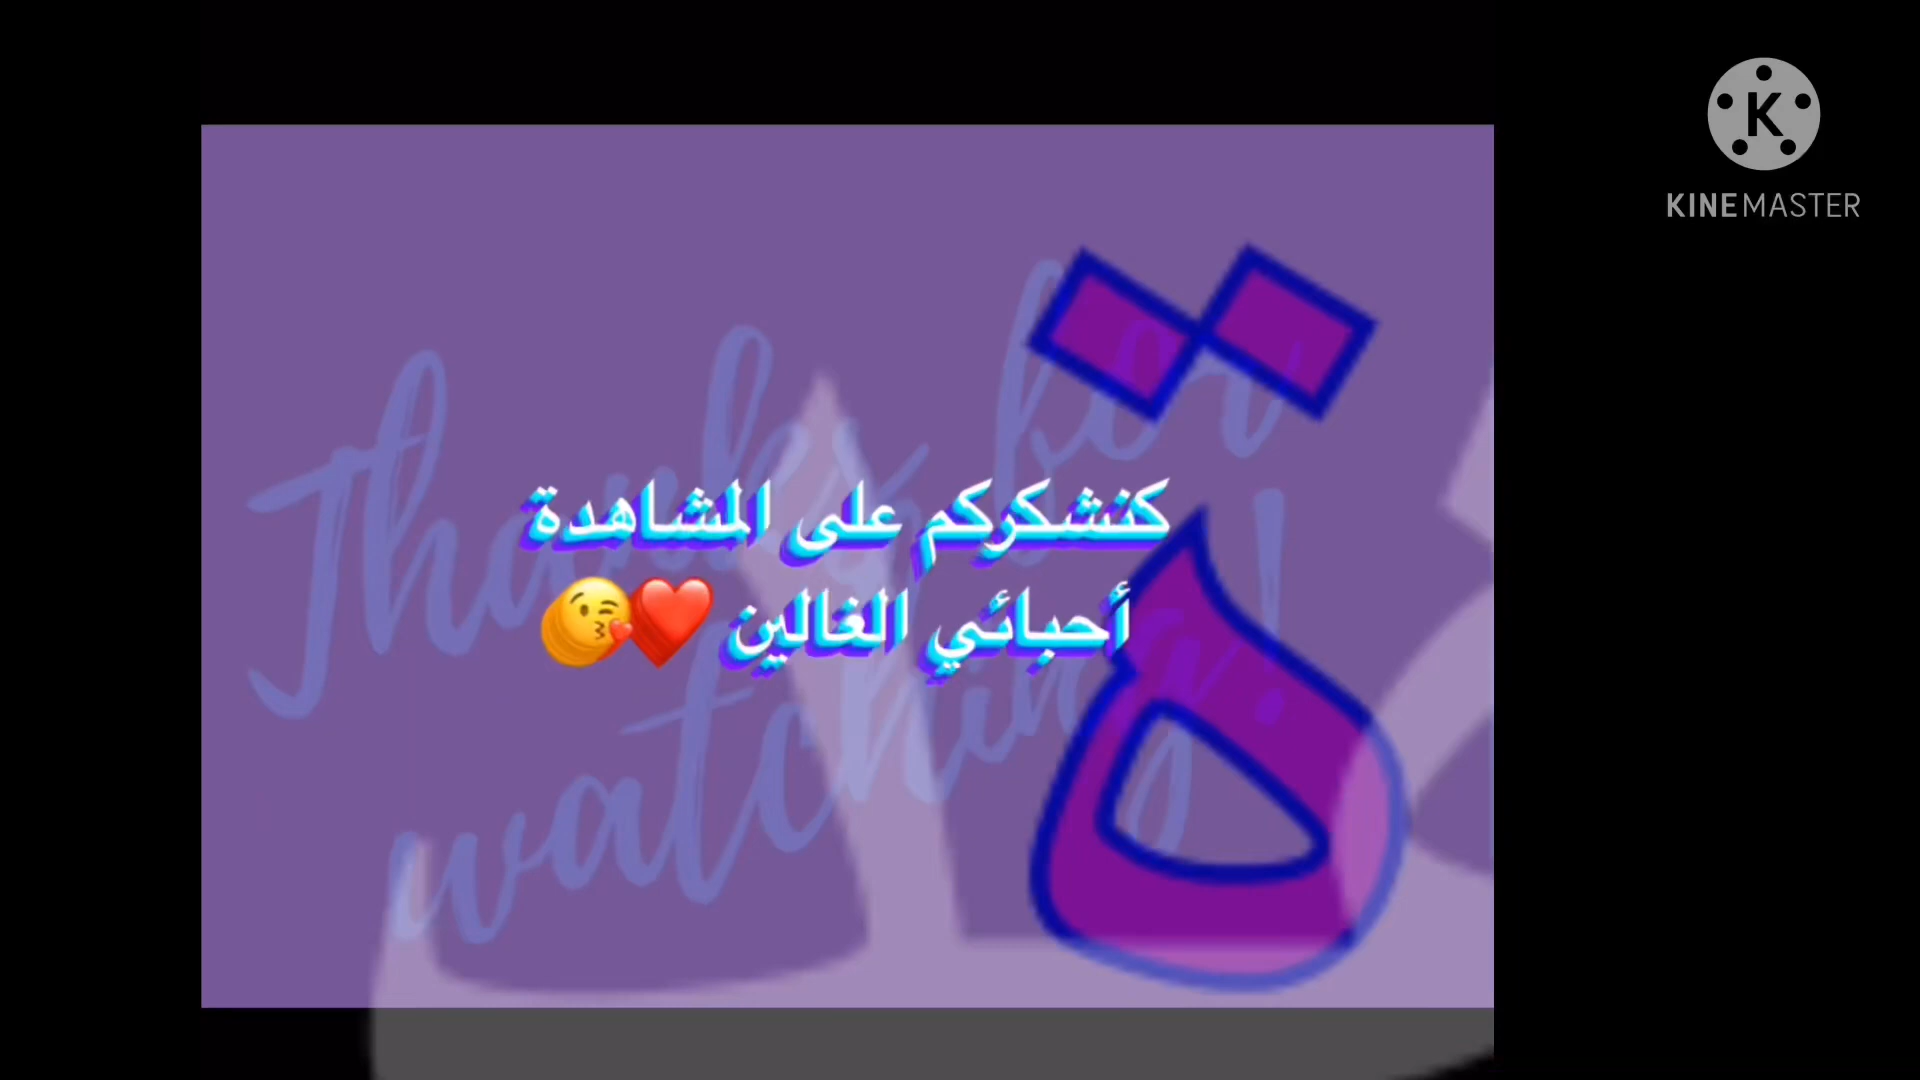 KINEMASTER
Thanks for
watching!
كنشكركم على المشاهدة
أحبائي الغالين ❤️😘
ة